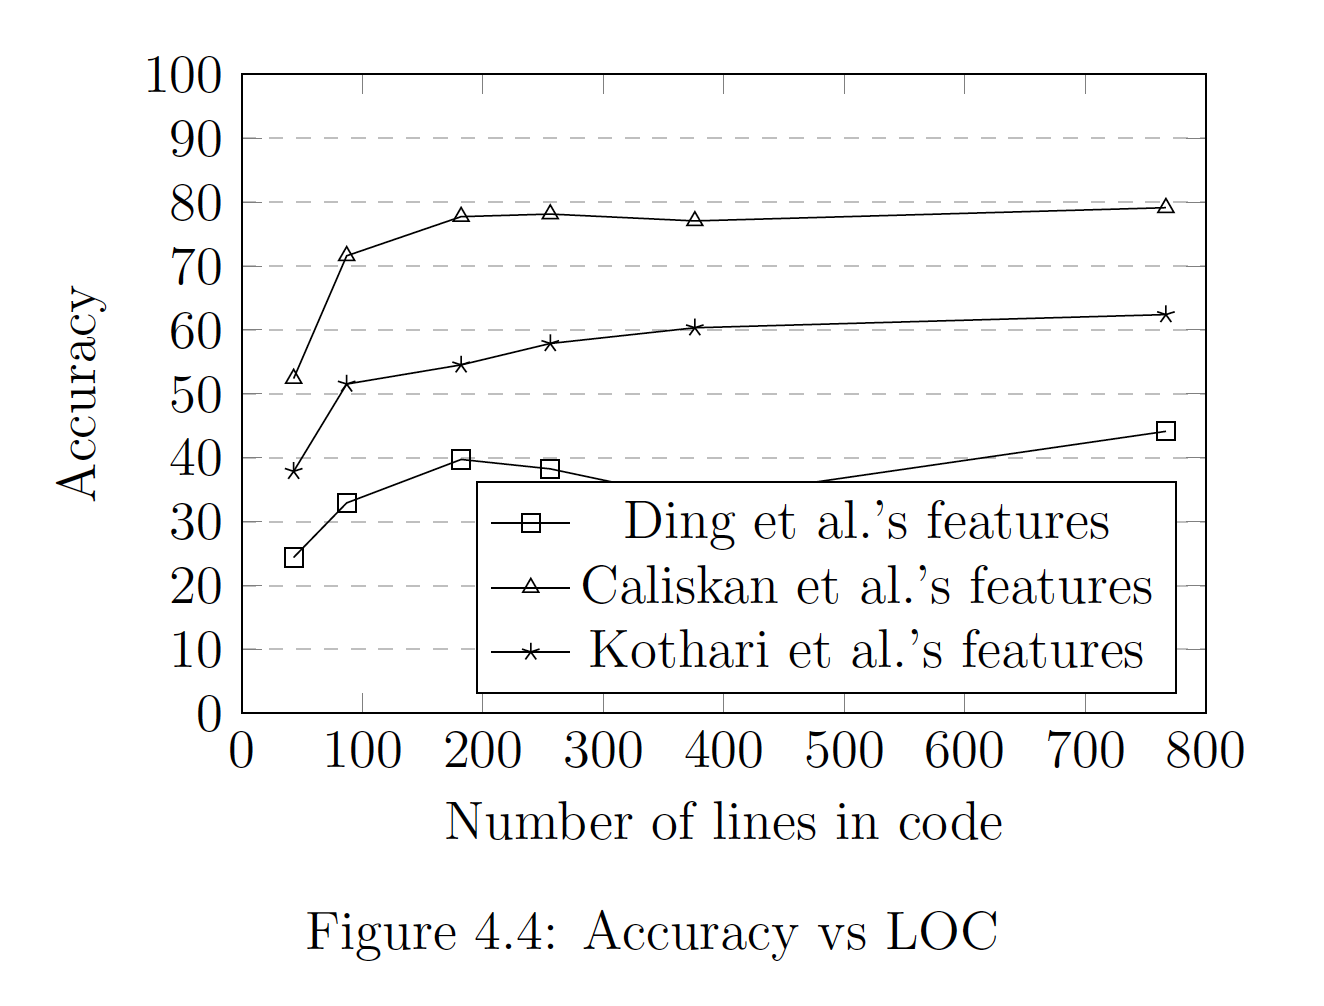 100
90
80
70
60
50
40
30
20
10
0
Accuracy
Ding et al.'s features
Caliskan et al.'s features
Kothari et al.'s features
0 100 200 300 400 500 600 700 800
Number of lines in code
Figure 4.4: Accuracy vs LOC